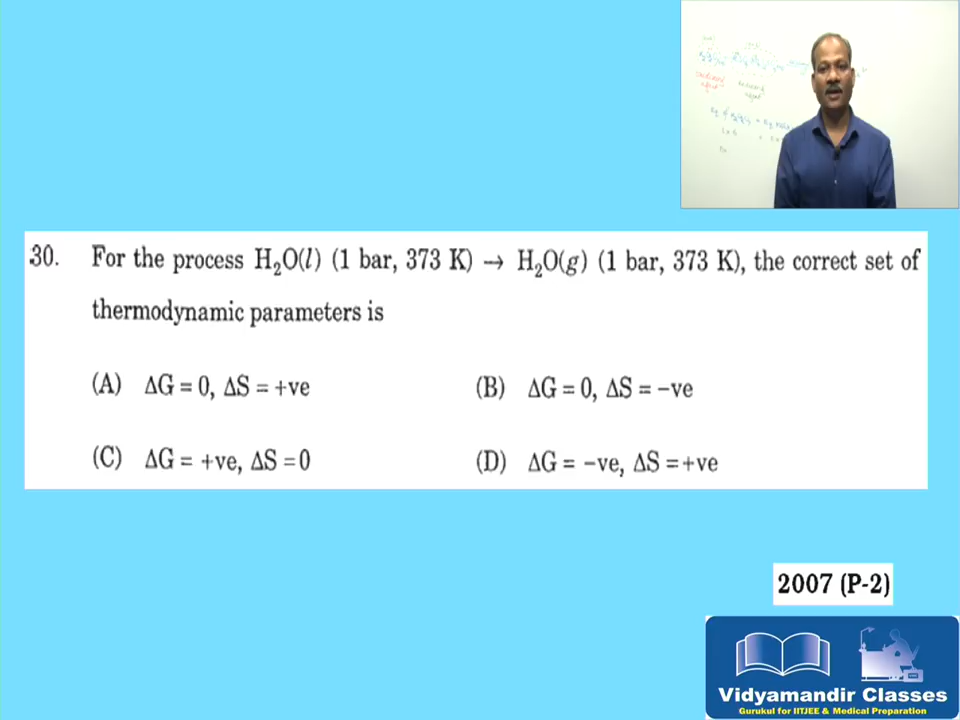 30. For the process H₂O(l) (1 bar, 373 K) → H₂O(g) (1 bar, 373 K), the correct set of
thermodynamic parameters is
(A) ΔG = 0, ΔS = +ve
(B) ΔG = 0, ΔS = −ve
(C) ΔG = +ve, ΔS = 0
(D) ΔG = −ve, ΔS = +ve
2007 (P-2)
Vidyamandir Classes
Gurukul for IITJEE & Medical Preparation